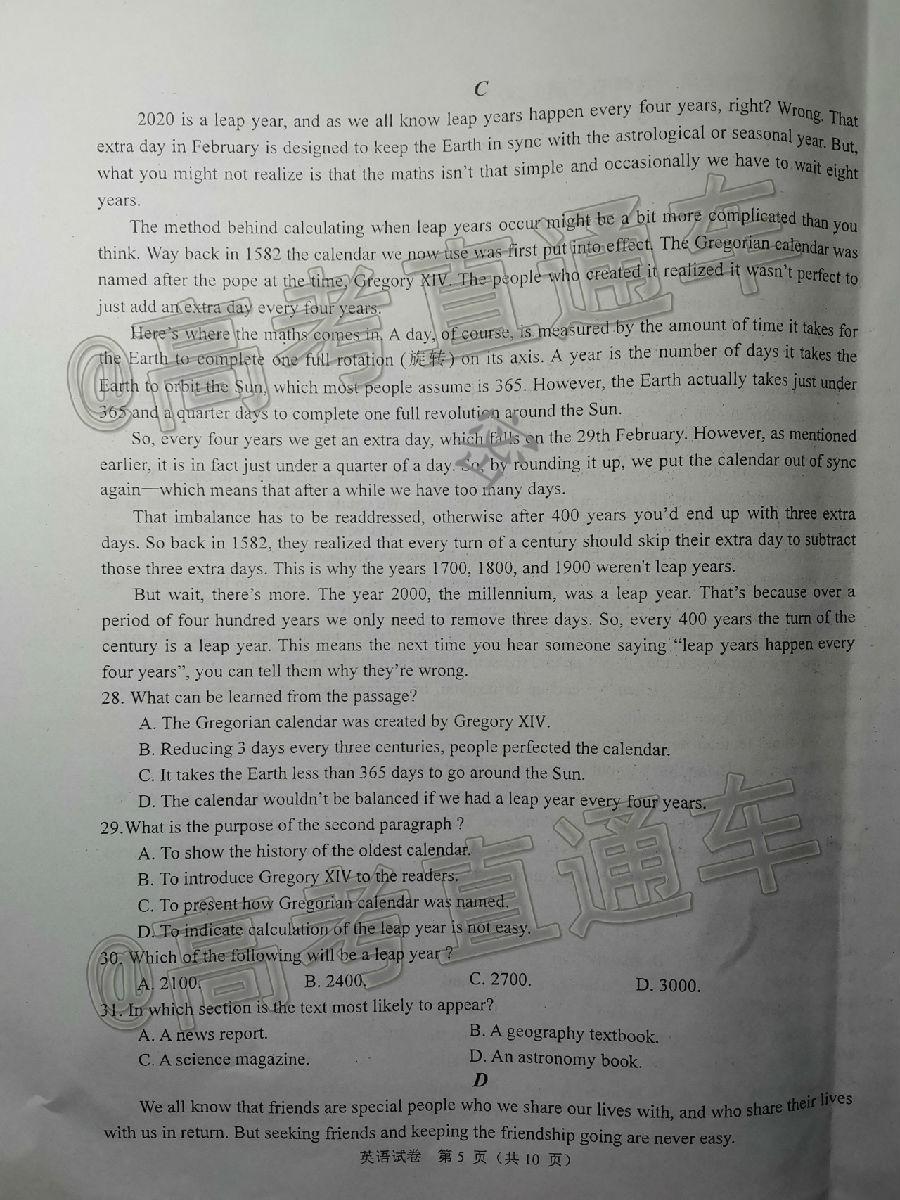 C
2020 is a leap year, and as we all know leap years happen every four years, right? Wrong. That
extra day in February is designed to keep the Earth in sync with the astrological or seasonal year. But,
what you might not realize is that the maths isn't that simple and occasionally we have to wait eight
years.
The method behind calculating when leap years occur might be a bit more complicated than you
think. Way back in 1582 the calendar we now use was first put into effect. The Gregorian calendar was
named after the pope at the time, Gregory XIV. The people who created it realized it wasn't perfect to
just add an extra day every four years.
Here's where the maths comes in. A day, of course, is measured by the amount of time it takes for
the Earth to complete one full rotation (旋转) on its axis. A year is the number of days it takes the
Earth to orbit the Sun, which most people assume is 365. However, the Earth actually takes just under
365 and a quarter days to complete one full revolution around the Sun.
So, every four years we get an extra day, which falls on the 29th February. However, as mentioned
earlier, it is in fact just under a quarter of a day. So, by rounding it up, we put the calendar out of sync
again—which means that after a while we have too many days.
That imbalance has to be readdressed, otherwise after 400 years you'd end up with three extra
days. So back in 1582, they realized that every turn of a century should skip their extra day to subtract
those three extra days. This is why the years 1700, 1800, and 1900 weren't leap years.
But wait, there's more. The year 2000, the millennium, was a leap year. That's because over a
period of four hundred years we only need to remove three days. So, every 400 years the turn of the
century is a leap year. This means the next time you hear someone saying "leap years happen every
four years", you can tell them why they're wrong.
28. What can be learned from the passage?
A. The Gregorian calendar was created by Gregory XIV.
B. Reducing 3 days every three centuries, people perfected the calendar.
C. It takes the Earth less than 365 days to go around the Sun.
D. The calendar wouldn't be balanced if we had a leap year every four years.
29.What is the purpose of the second paragraph ?
A. To show the history of the oldest calendar.
B. To introduce Gregory XIV to the readers.
C. To present how Gregorian calendar was named.
D. To indicate calculation of the leap year is not easy.
30. Which of the following will be a leap year ?
A. 2100. B. 2400. C. 2700. D. 3000.
31. In which section is the text most likely to appear?
A. A news report. B. A geography textbook.
C. A science magazine. D. An astronomy book.
D
We all know that friends are special people who we share our lives with, and who share their lives
with us in return. But seeking friends and keeping the friendship going are never easy.
英语试卷 第 5 页（共 10 页）
@高考直通车
@高考直通车